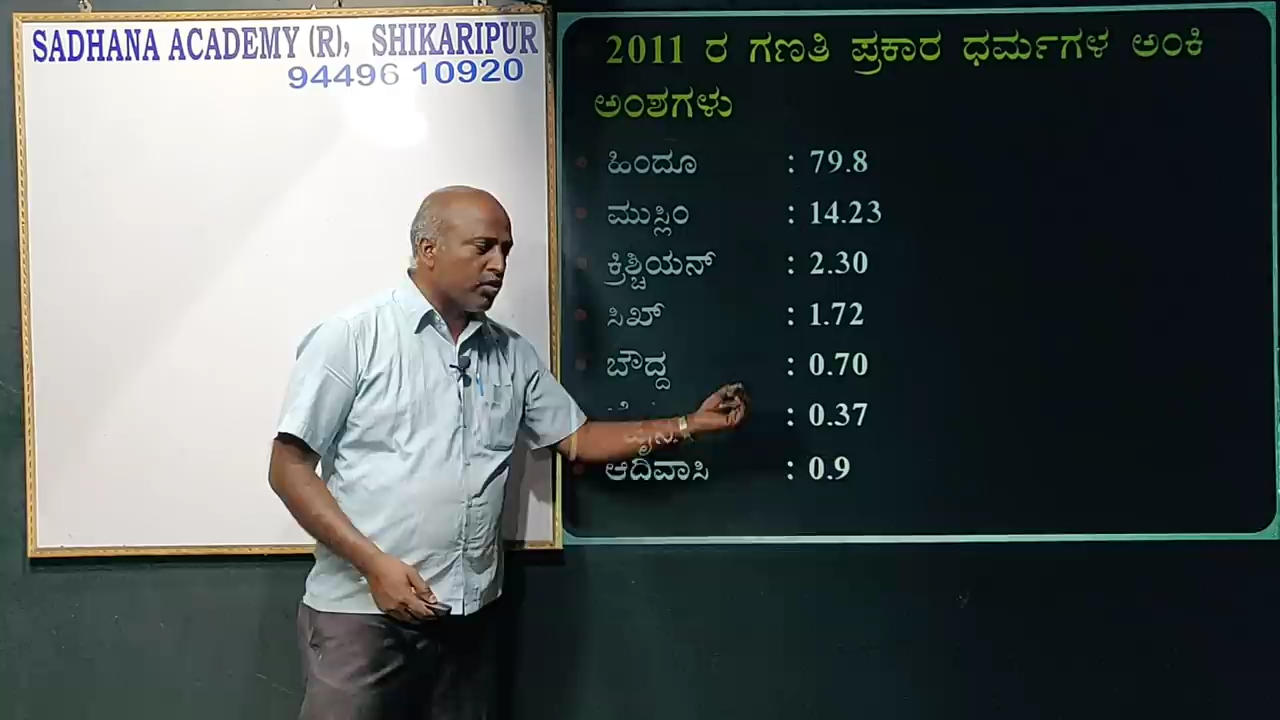 SADHANA ACADEMY (R), SHIKARIPUR
94496 10920
2011 ರ ಗಣತಿ ಪ್ರಕಾರ ಧರ್ಮಗಳ ಅಂಕಿ
ಅಂಶಗಳು
ಹಿಂದೂ : 79.8
ಮುಸ್ಲಿಂ : 14.23
ಕ್ರಿಶ್ಚಿಯನ್ : 2.30
ಸಿಖ್ : 1.72
ಬೌದ್ದ : 0.70
: 0.37
ಆದಿವಾಸಿ : 0.9